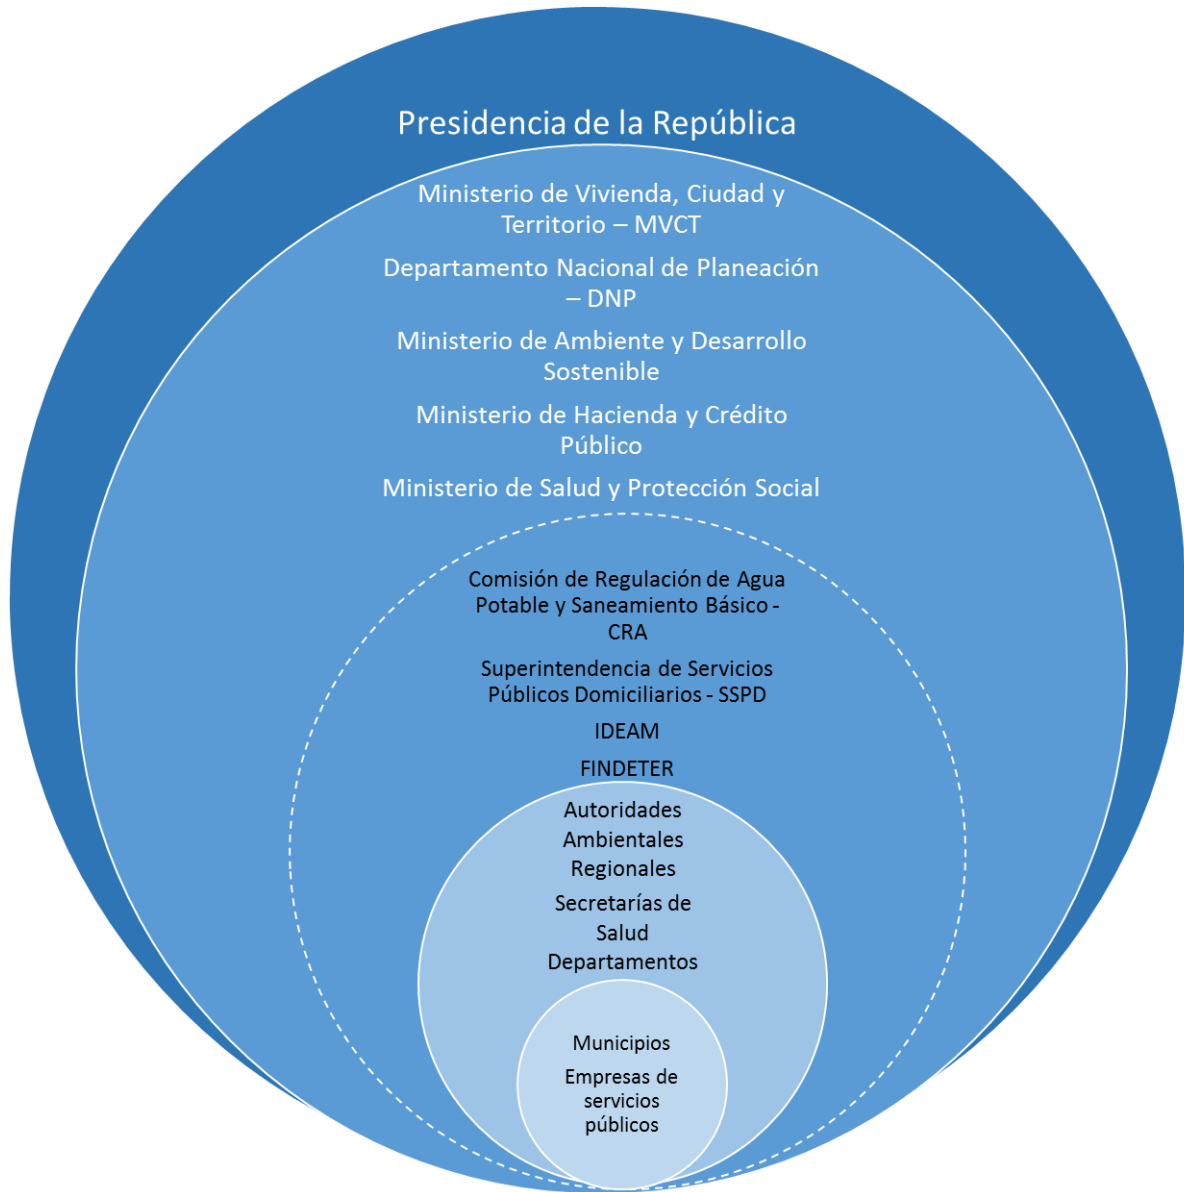 Presidencia de la República
Ministerio de Vivienda, Ciudad y
Territorio – MVCT
Departamento Nacional de Planeación
– DNP
Ministerio de Ambiente y Desarrollo
Sostenible
Ministerio de Hacienda y Crédito
Público
Ministerio de Salud y Protección Social
Comisión de Regulación de Agua
Potable y Saneamiento Básico -
CRA
Superintendencia de Servicios
Públicos Domiciliarios - SSPD
IDEAM
FINDETER
Autoridades
Ambientales
Regionales
Secretarías de
Salud
Departamentos
Municipios
Empresas de
servicios
públicos